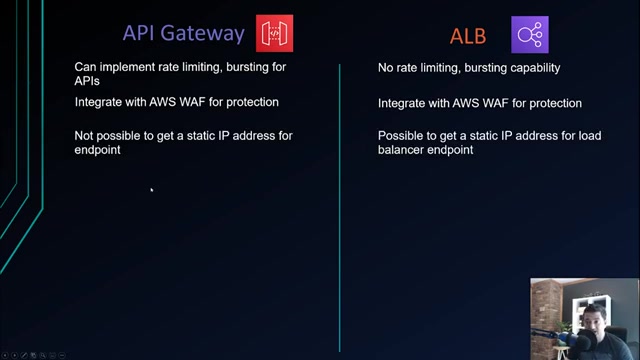 API Gateway
Can implement rate limiting, bursting for
APIs
Integrate with AWS WAF for protection
Not possible to get a static IP address for
endpoint
ALB
No rate limiting, bursting capability
Integrate with AWS WAF for protection
Possible to get a static IP address for load
balancer endpoint